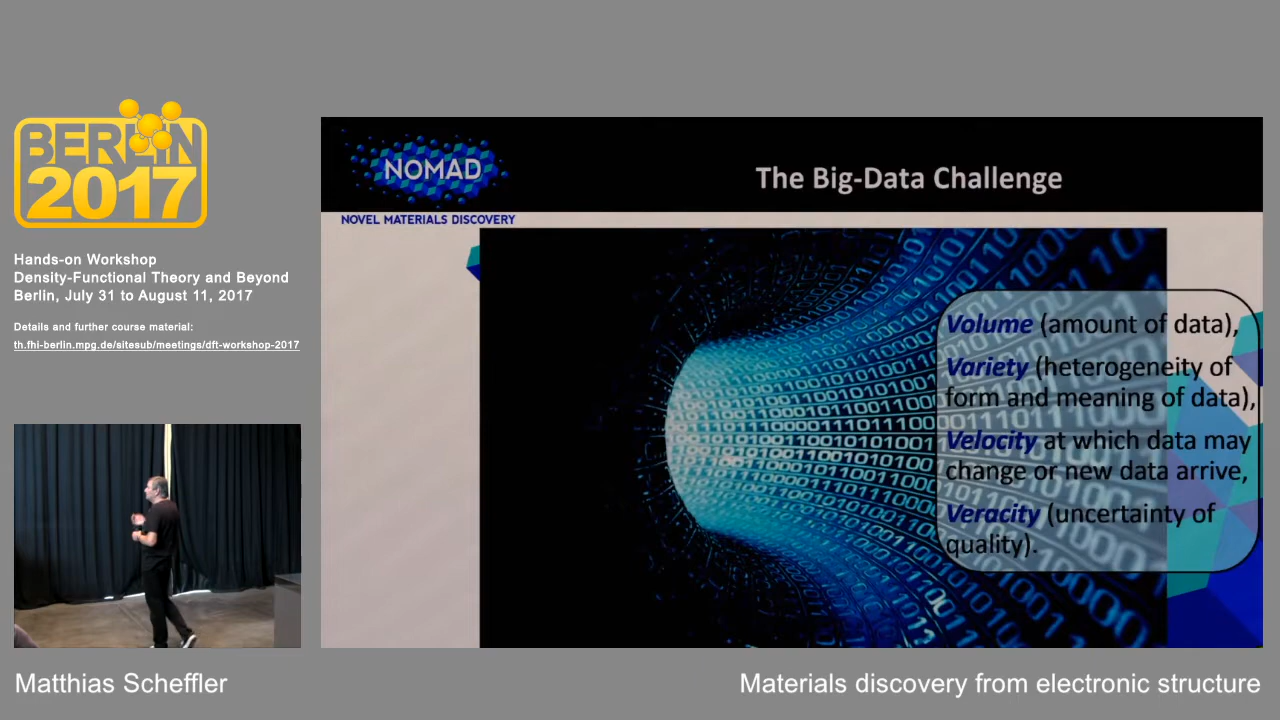 BERLIN
2017
Hands-on Workshop
Density-Functional Theory and Beyond
Berlin, July 31 to August 11, 2017
Details and further course material:
th.fhi-berlin.mpg.de/sitesub/meetings/dft-workshop-2017
NOMAD
NOVEL MATERIALS DISCOVERY
The Big-Data Challenge
Volume (amount of data),
Variety (heterogeneity of
form and meaning of data),
Velocity at which data may
change or new data arrive,
Veracity (uncertainty of
quality).
Matthias Scheffler
Materials discovery from electronic structure